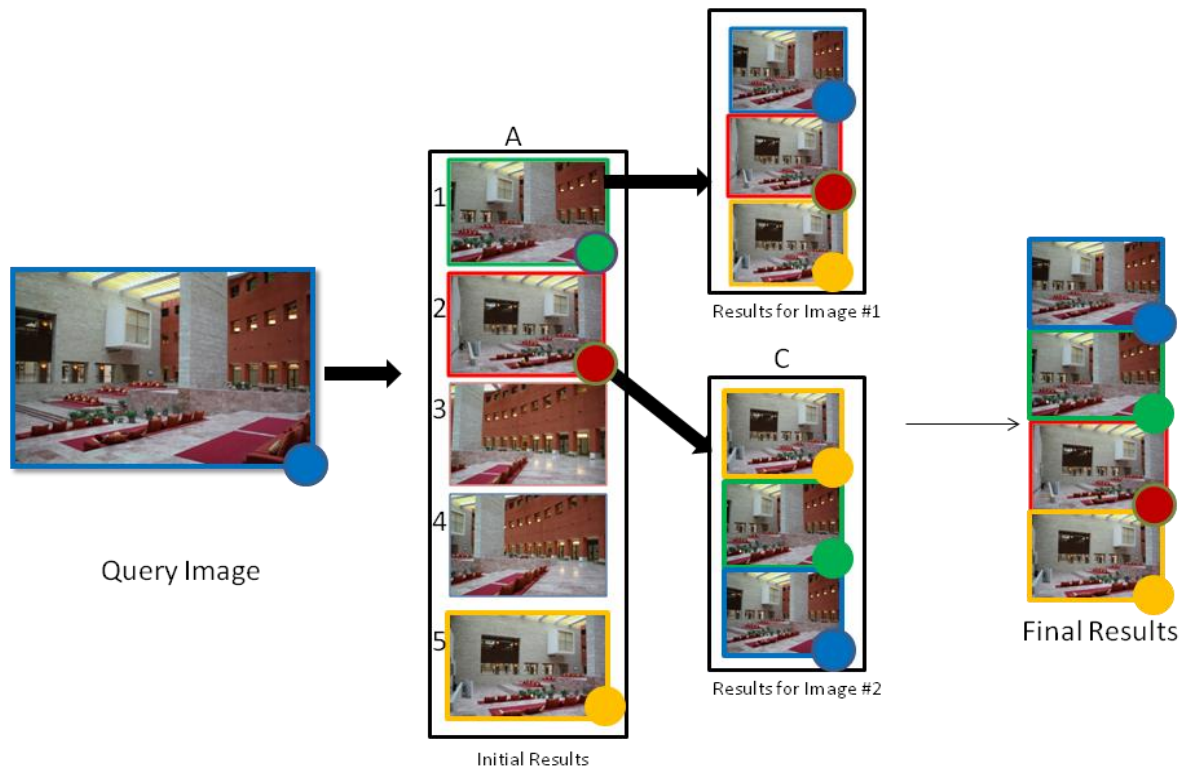 Query Image
A
1
2
3
4
5
Initial Results
Results for Image #1
C
Results for Image #2
Final Results